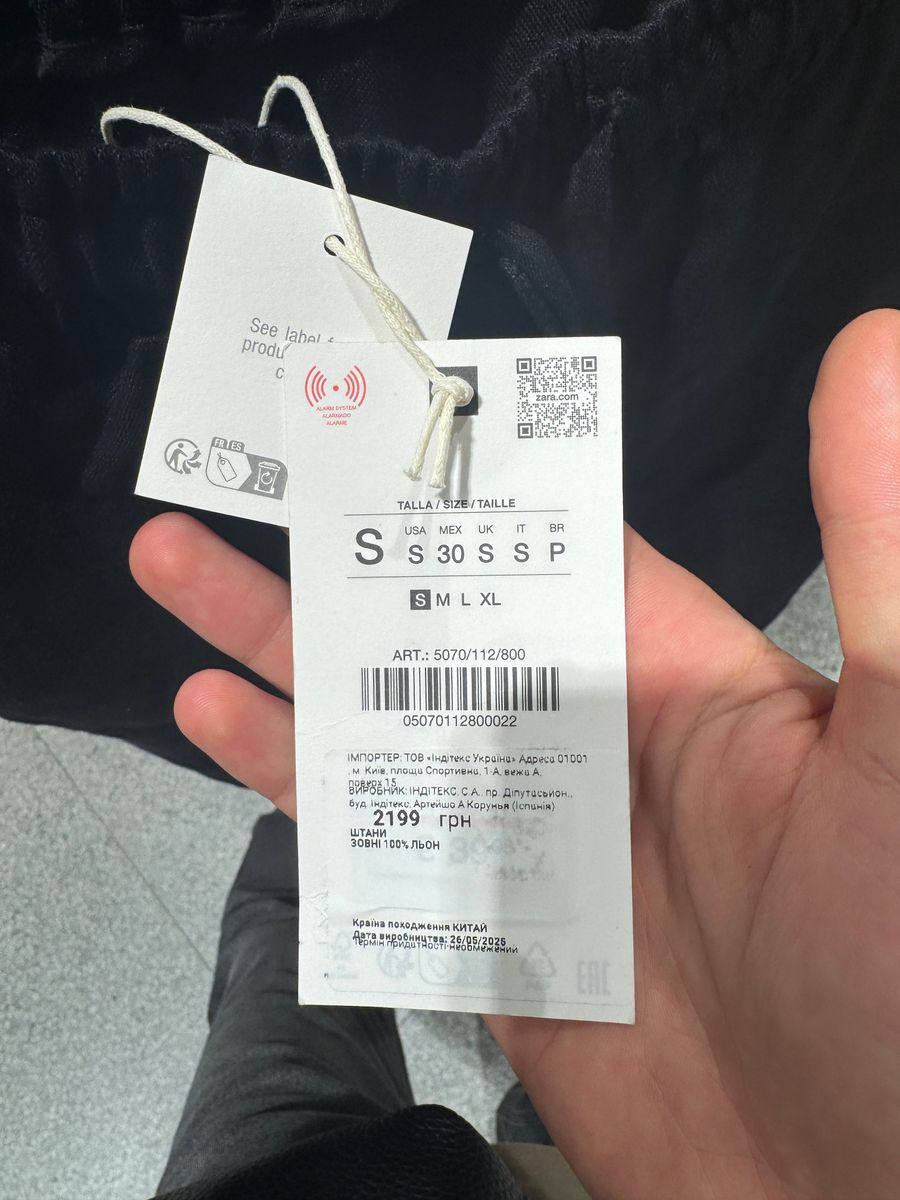 See label f
produ
c
FR ES
ALARM SYSTEM
ALARMADO
ALARME
zara.com
TALLA / SIZE / TAILLE
USA MEX UK IT BR
S S 30 S S P
S M L XL
ART.: 5070/112/800
05070112800022
ІМПОРТЕР: ТОВ «Індітекс Україна» Адреса 01001
, м. Київ, площа Спортивна, 1-А, вежа А,
поверх 15
ВИРОБНИК: ІНДІТЕКС, С.А., пр. Діпутасьйон.,
буд. Індітекс, Артейшо А Корунья (Іспанія)
2199 грн
ШТАНИ
ЗОВНІ 100% ЛЬОН
Країна походження КИТАЙ
Дата виробництва: 26/05/2025
Термін придатності-необмежений